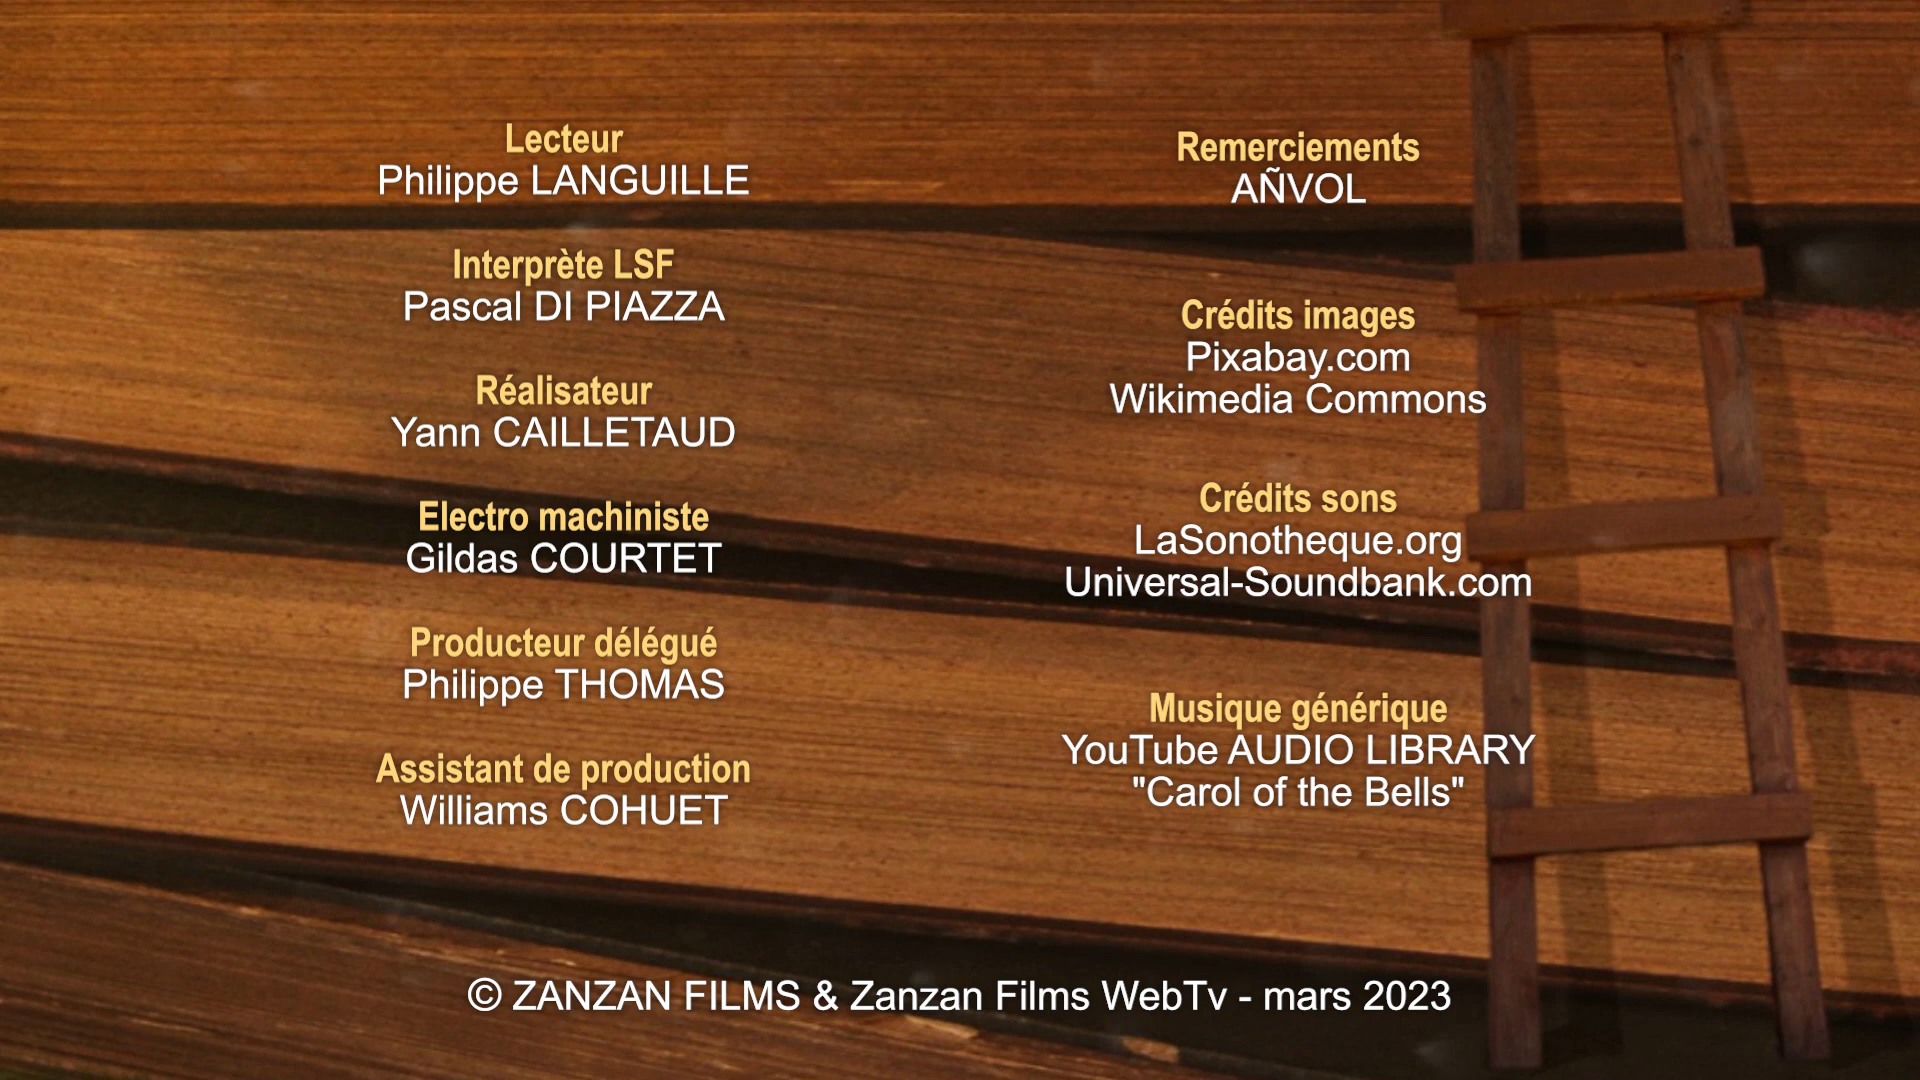 Lecteur
Philippe LANGUILLE
Interprète LSF
Pascal DI PIAZZA
Réalisateur
Yann CAILLETAUD
Electro machiniste
Gildas COURTET
Producteur délégué
Philippe THOMAS
Assistant de production
Williams COHUET
Remerciements
AÑVOL
Crédits images
Pixabay.com
Wikimedia Commons
Crédits sons
LaSonotheque.org
Universal-Soundbank.com
Musique générique
YouTube AUDIO LIBRARY
"Carol of the Bells"
© ZANZAN FILMS & Zanzan Films WebTv - mars 2023